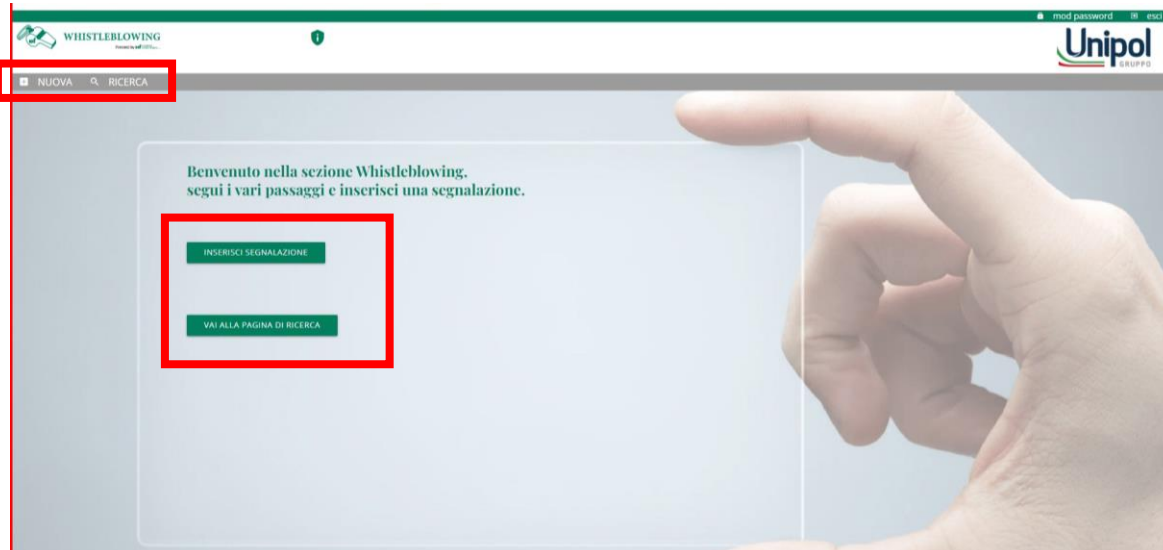 mod password esci
WHISTLEBLOWING
Unipol
GRUPPO
NUOVA RICERCA
Benvenuto nella sezione Whistleblowing,
segui i vari passaggi e inserisci una segnalazione.
INSERISCI SEGNALAZIONE
VAI ALLA PAGINA DI RICERCA